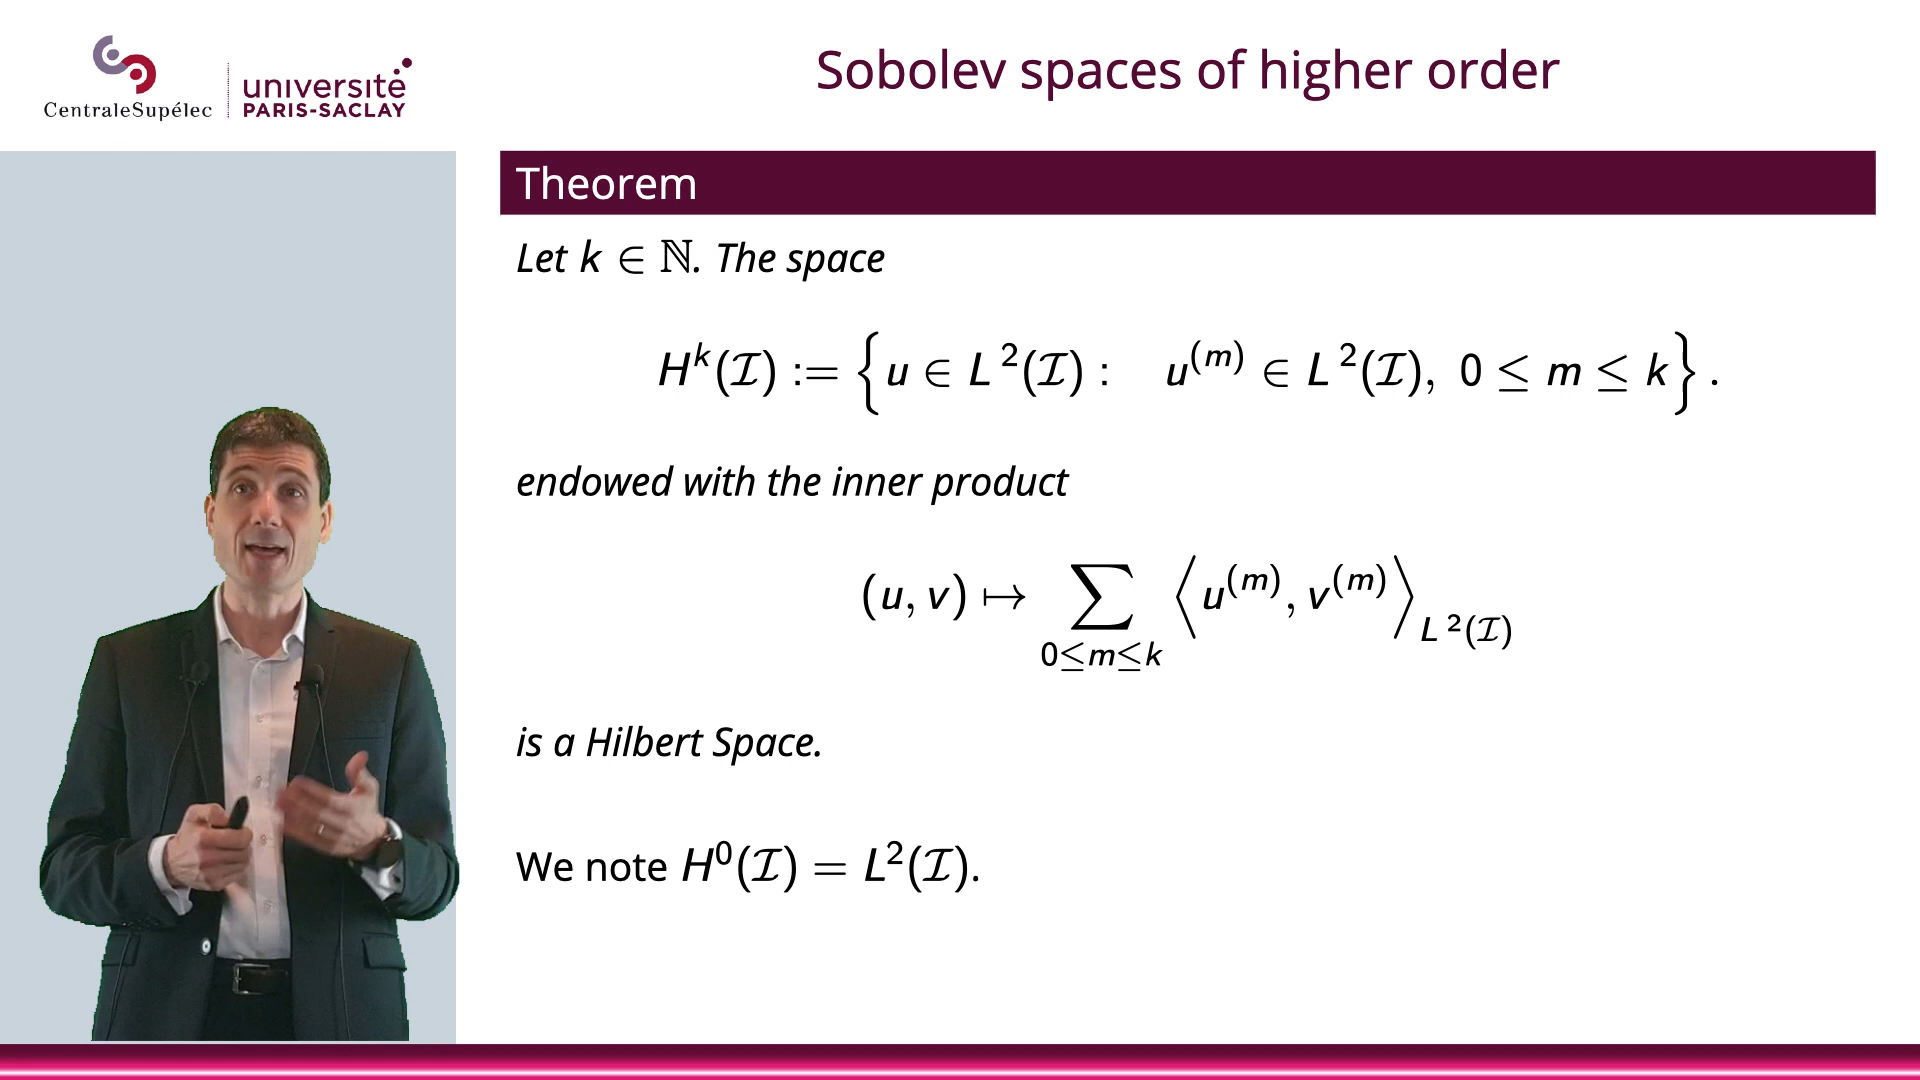 CentraleSupélec
université
PARIS-SACLAY
Sobolev spaces of higher order
Theorem
Let k ∈ ℕ. The space
H^k(ℐ) := {u ∈ L^2(ℐ) : u^(m) ∈ L^2(ℐ), 0 ≤ m ≤ k}.
endowed with the inner product
(u, v) ↦ ∑_{0≤m≤k} ⟨u^(m), v^(m)⟩_{L^2(ℐ)}
is a Hilbert Space.
We note H^0(ℐ) = L^2(ℐ).